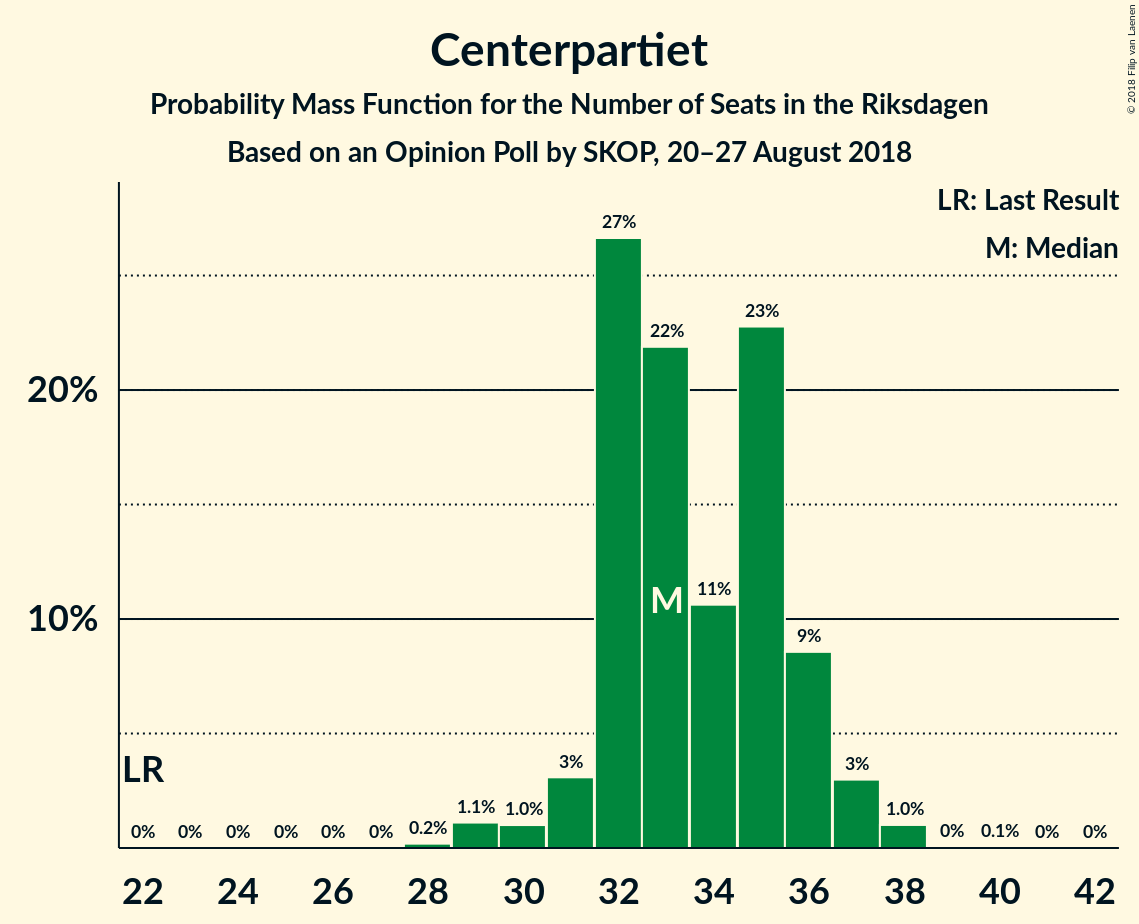 Centerpartiet
Probability Mass Function for the Number of Seats in the Riksdagen
Based on an Opinion Poll by SKOP, 20–27 August 2018
© 2018 Filip van Laenen
LR: Last Result
M: Median
20%
10%
27%
22%
11%
23%
9%
3%
1.0%
0%
0.1%
0%
0%
LR
M
0%
0%
0%
0%
0%
0%
0.2%
1.1%
1.0%
3%
22 24 26 28 30 32 34 36 38 40 42